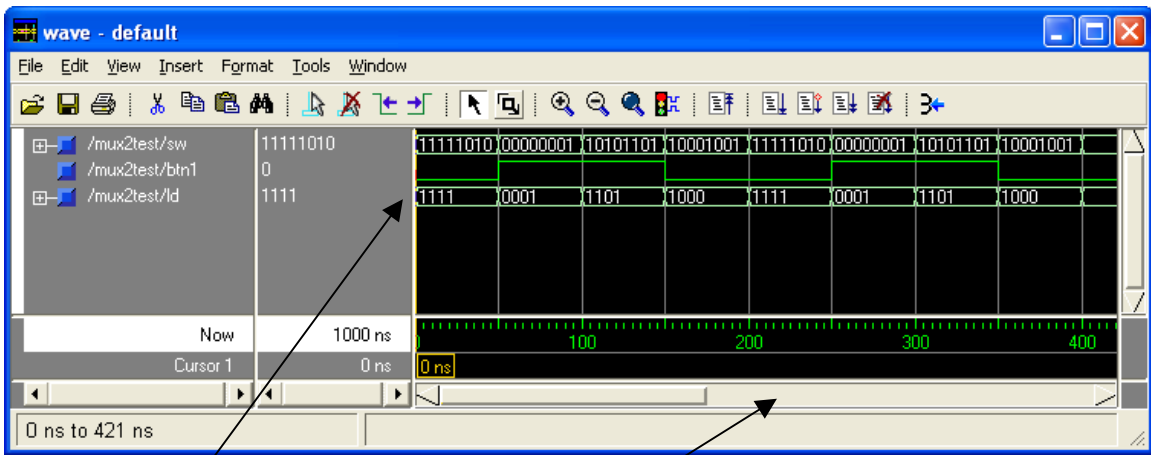 wave - default
File Edit View Insert Format Tools Window
/mux2test/sw 11111010 11111010 00000001 10101101 10001001 11111010 00000001 10101101 10001001
/mux2test/btn1 0
/mux2test/ld 1111 1111 0001 1101 1000 1111 0001 1101 1000
Now 1000 ns 100 200 300 400
Cursor 1 0 ns 0 ns
0 ns to 421 ns